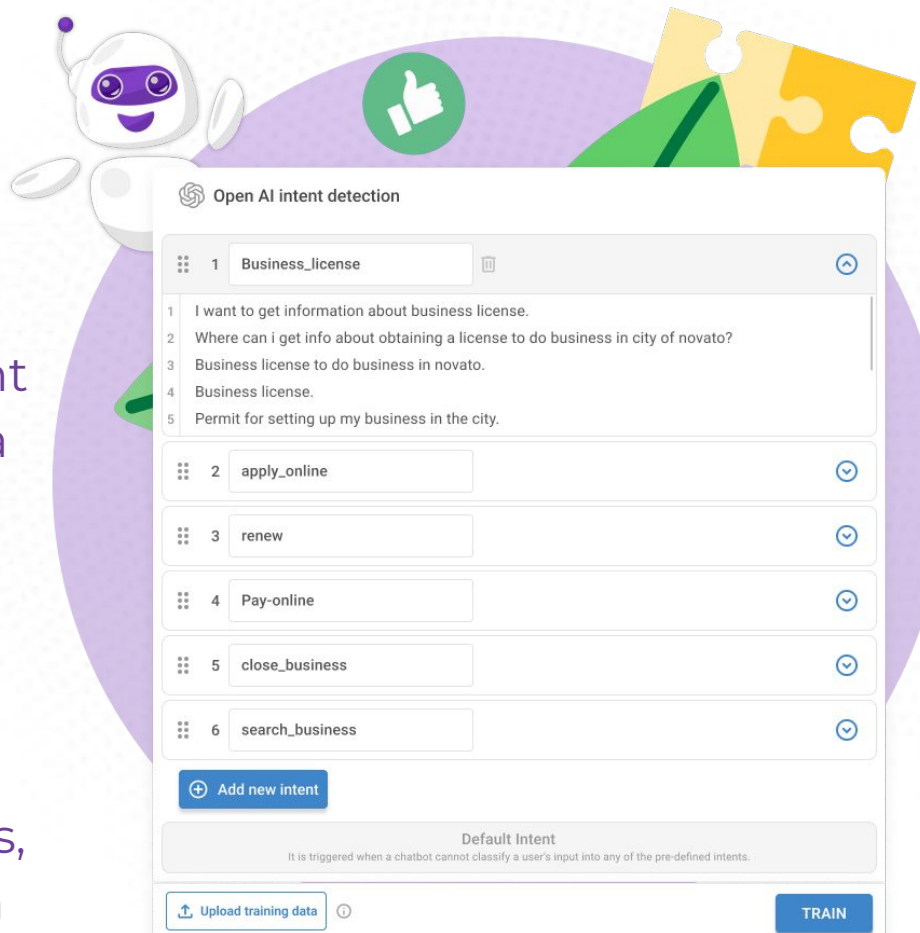 Open AI intent detection
1 Business_license
1 I want to get information about business license.
2 Where can i get info about obtaining a license to do business in city of novato?
3 Business license to do business in novato.
4 Business license.
5 Permit for setting up my business in the city.
2 apply_online
3 renew
4 Pay-online
5 close_business
6 search_business
Add new intent
Default Intent
It is triggered when a chatbot cannot classify a user's input into any of the pre-defined intents.
Upload training data
TRAIN